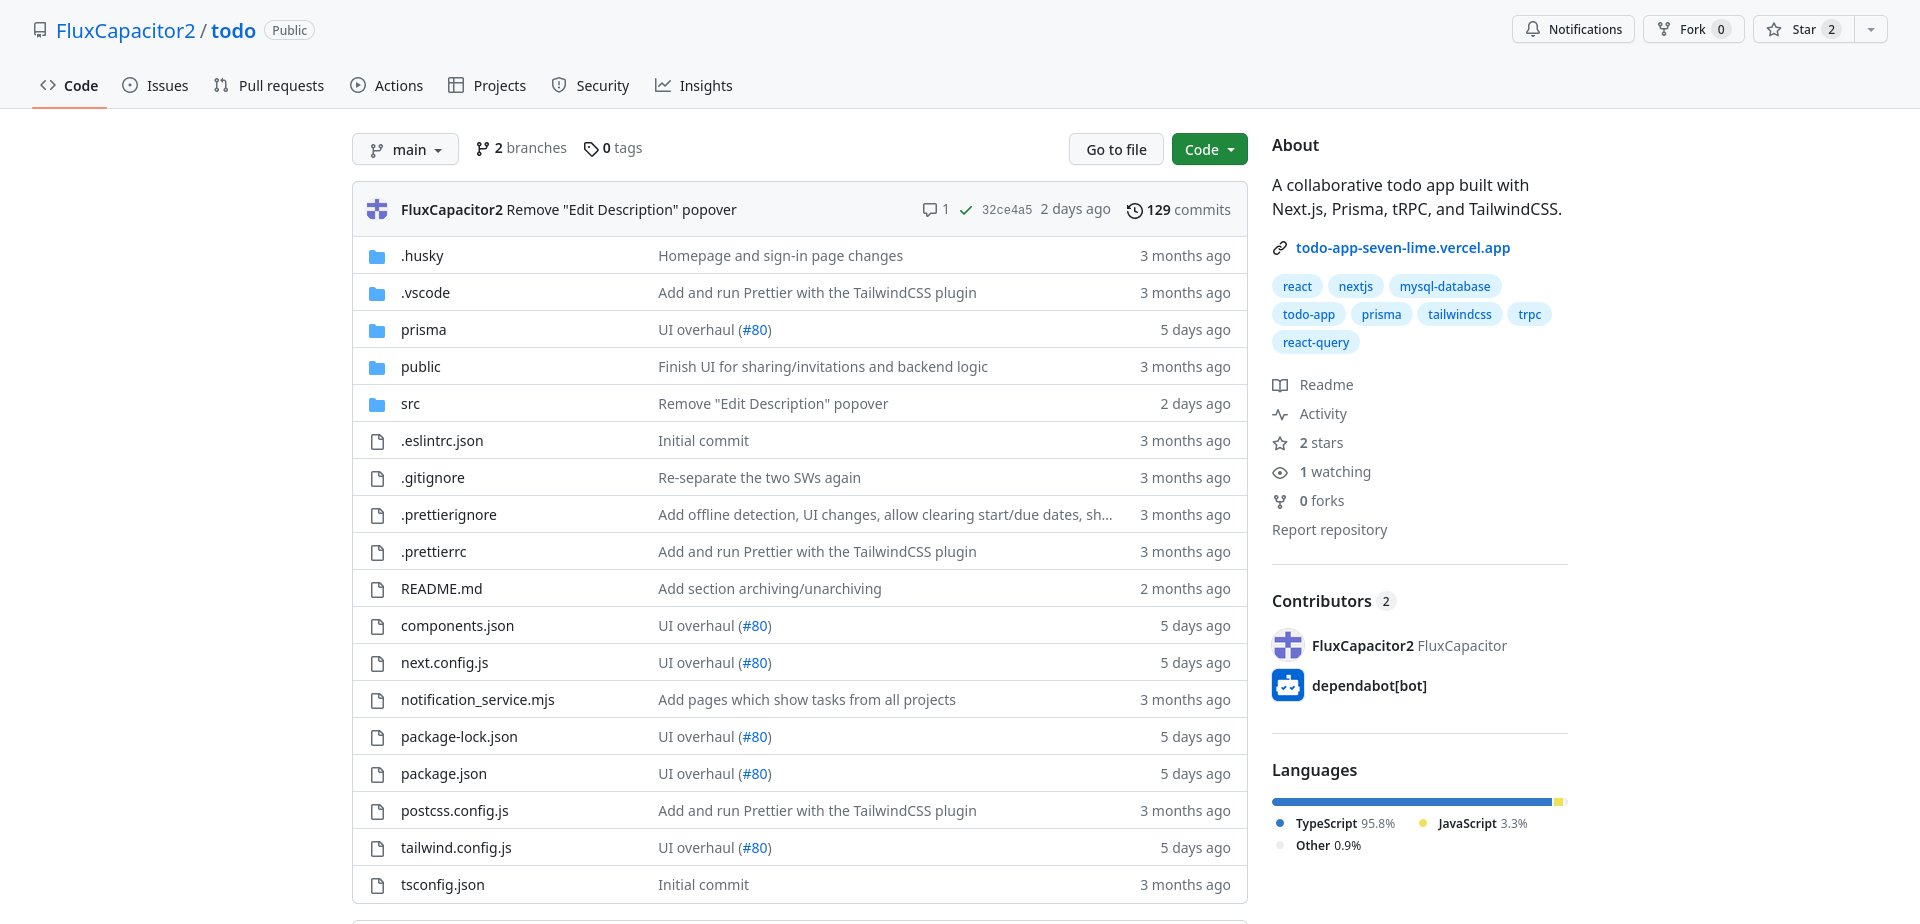 FluxCapacitor2 / todo Public
Notifications Fork 0 Star 2
Code Issues Pull requests Actions Projects Security Insights
main 2 branches 0 tags Go to file Code
FluxCapacitor2 Remove "Edit Description" popover 1 32ce4a5 2 days ago 129 commits
.husky Homepage and sign-in page changes 3 months ago
.vscode Add and run Prettier with the TailwindCSS plugin 3 months ago
prisma UI overhaul (#80) 5 days ago
public Finish UI for sharing/invitations and backend logic 3 months ago
src Remove "Edit Description" popover 2 days ago
.eslintrc.json Initial commit 3 months ago
.gitignore Re-separate the two SWs again 3 months ago
.prettierignore Add offline detection, UI changes, allow clearing start/due dates, sh... 3 months ago
.prettierrc Add and run Prettier with the TailwindCSS plugin 3 months ago
README.md Add section archiving/unarchiving 2 months ago
components.json UI overhaul (#80) 5 days ago
next.config.js UI overhaul (#80) 5 days ago
notification_service.mjs Add pages which show tasks from all projects 3 months ago
package-lock.json UI overhaul (#80) 5 days ago
package.json UI overhaul (#80) 5 days ago
postcss.config.js Add and run Prettier with the TailwindCSS plugin 3 months ago
tailwind.config.js UI overhaul (#80) 5 days ago
tsconfig.json Initial commit 3 months ago
About
A collaborative todo app built with
Next.js, Prisma, tRPC, and TailwindCSS.
todo-app-seven-lime.vercel.app
react nextjs mysql-database
todo-app prisma tailwindcss trpc
react-query
Readme
Activity
2 stars
1 watching
0 forks
Report repository
Contributors 2
FluxCapacitor2 FluxCapacitor
dependabot[bot]
Languages
TypeScript 95.8% JavaScript 3.3%
Other 0.9%